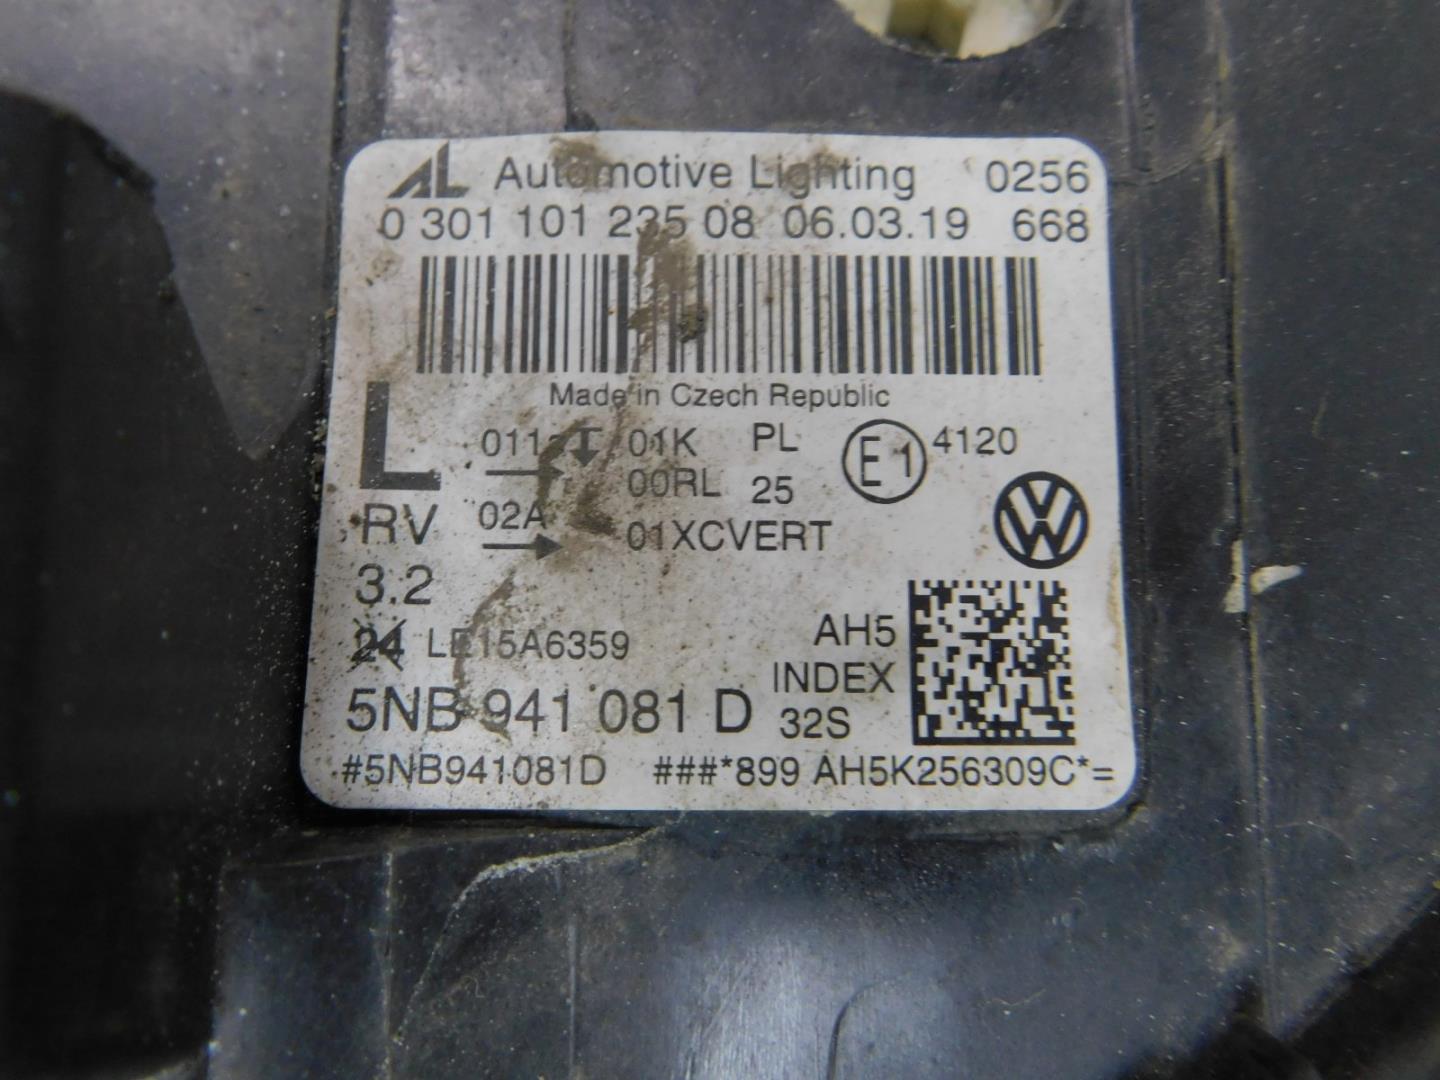 AL Automotive Lighting 0256
0 301 101 235 08 06.03.19 668
Made in Czech Republic
L 01K PL E1 4120
00RL 25
RV 02A 01XCVERT
3.2
24 LE15A6359 AH5
INDEX
5NB 941 081 D 32S
#5NB941081D ###*899 AH5K256309C*=